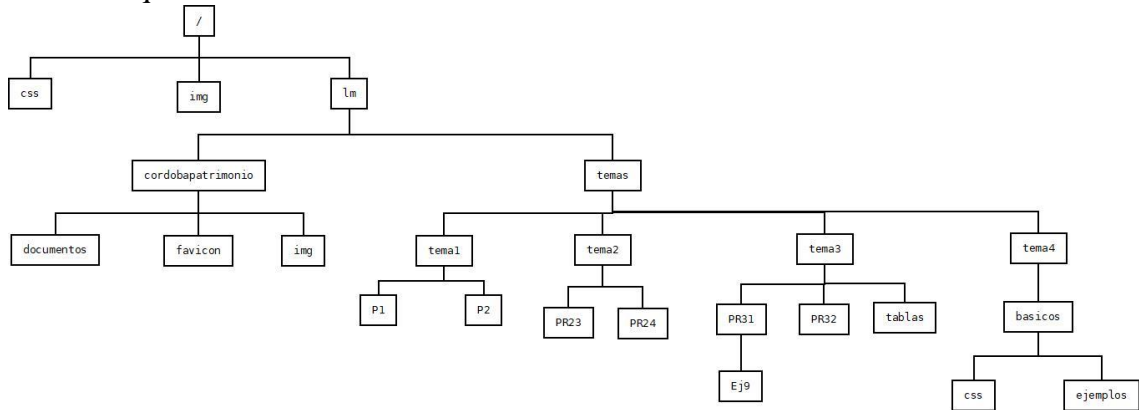 /
css
img
lm
cordobapatrimonio
temas
documentos
favicon
img
tema1
tema2
tema3
tema4
P1
P2
PR23
PR24
PR31
PR32
tablas
basicos
Ej9
css
ejemplos